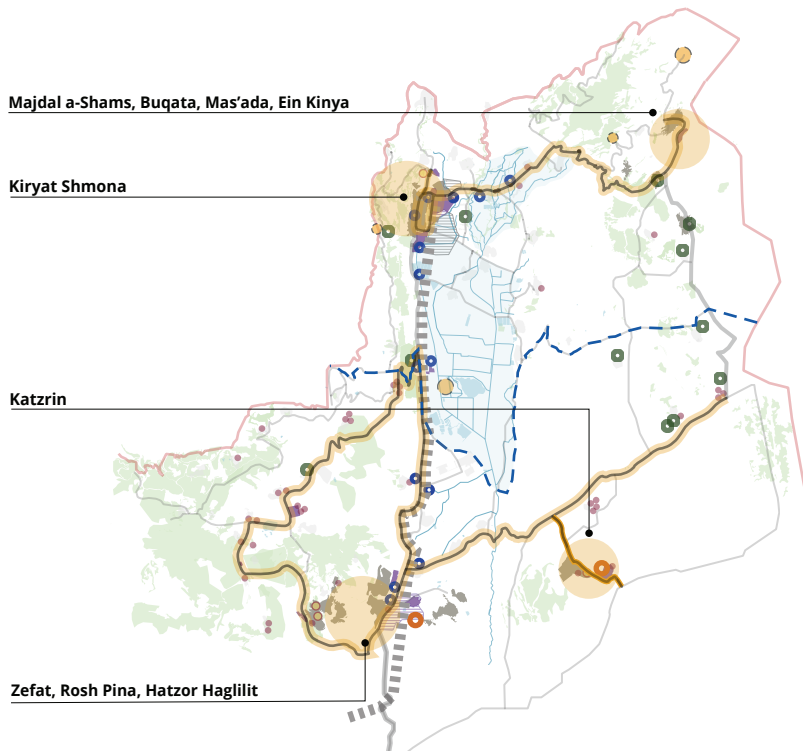 Majdal a-Shams, Buqata, Mas’ada, Ein Kinya
Kiryat Shmona
Katzrin
Zefat, Rosh Pina, Hatzor Haglilit